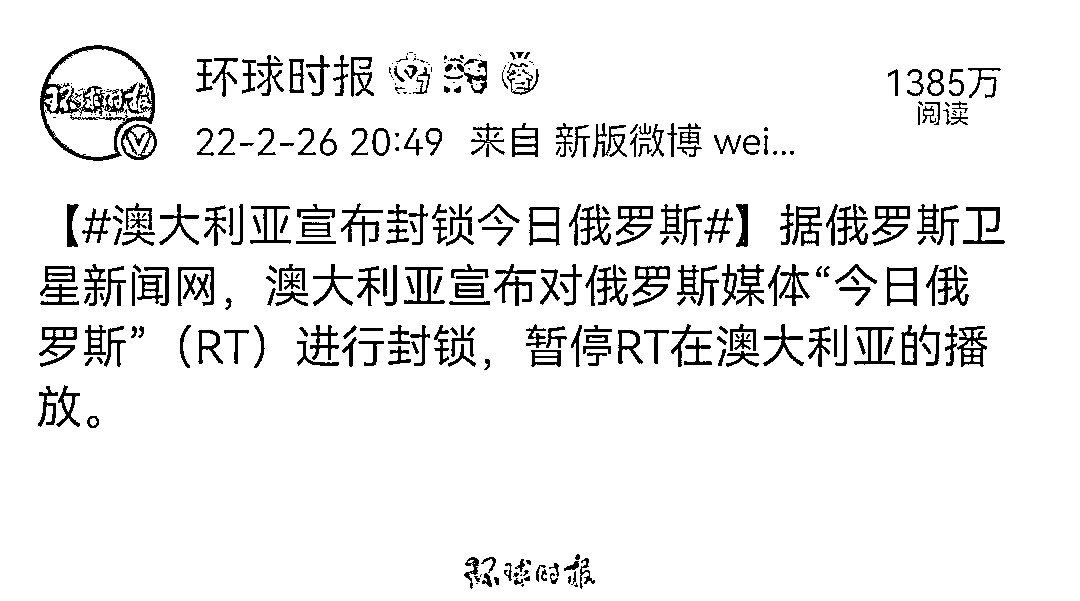 环球时报
环球时报
1385万
阅读
22-2-26 20:49 来自 新版微博 wei...
【#澳大利亚宣布封锁今日俄罗斯#】据俄罗斯卫
星新闻网，澳大利亚宣布对俄罗斯媒体“今日俄
罗斯”（RT）进行封锁，暂停RT在澳大利亚的播
放。
环球时报